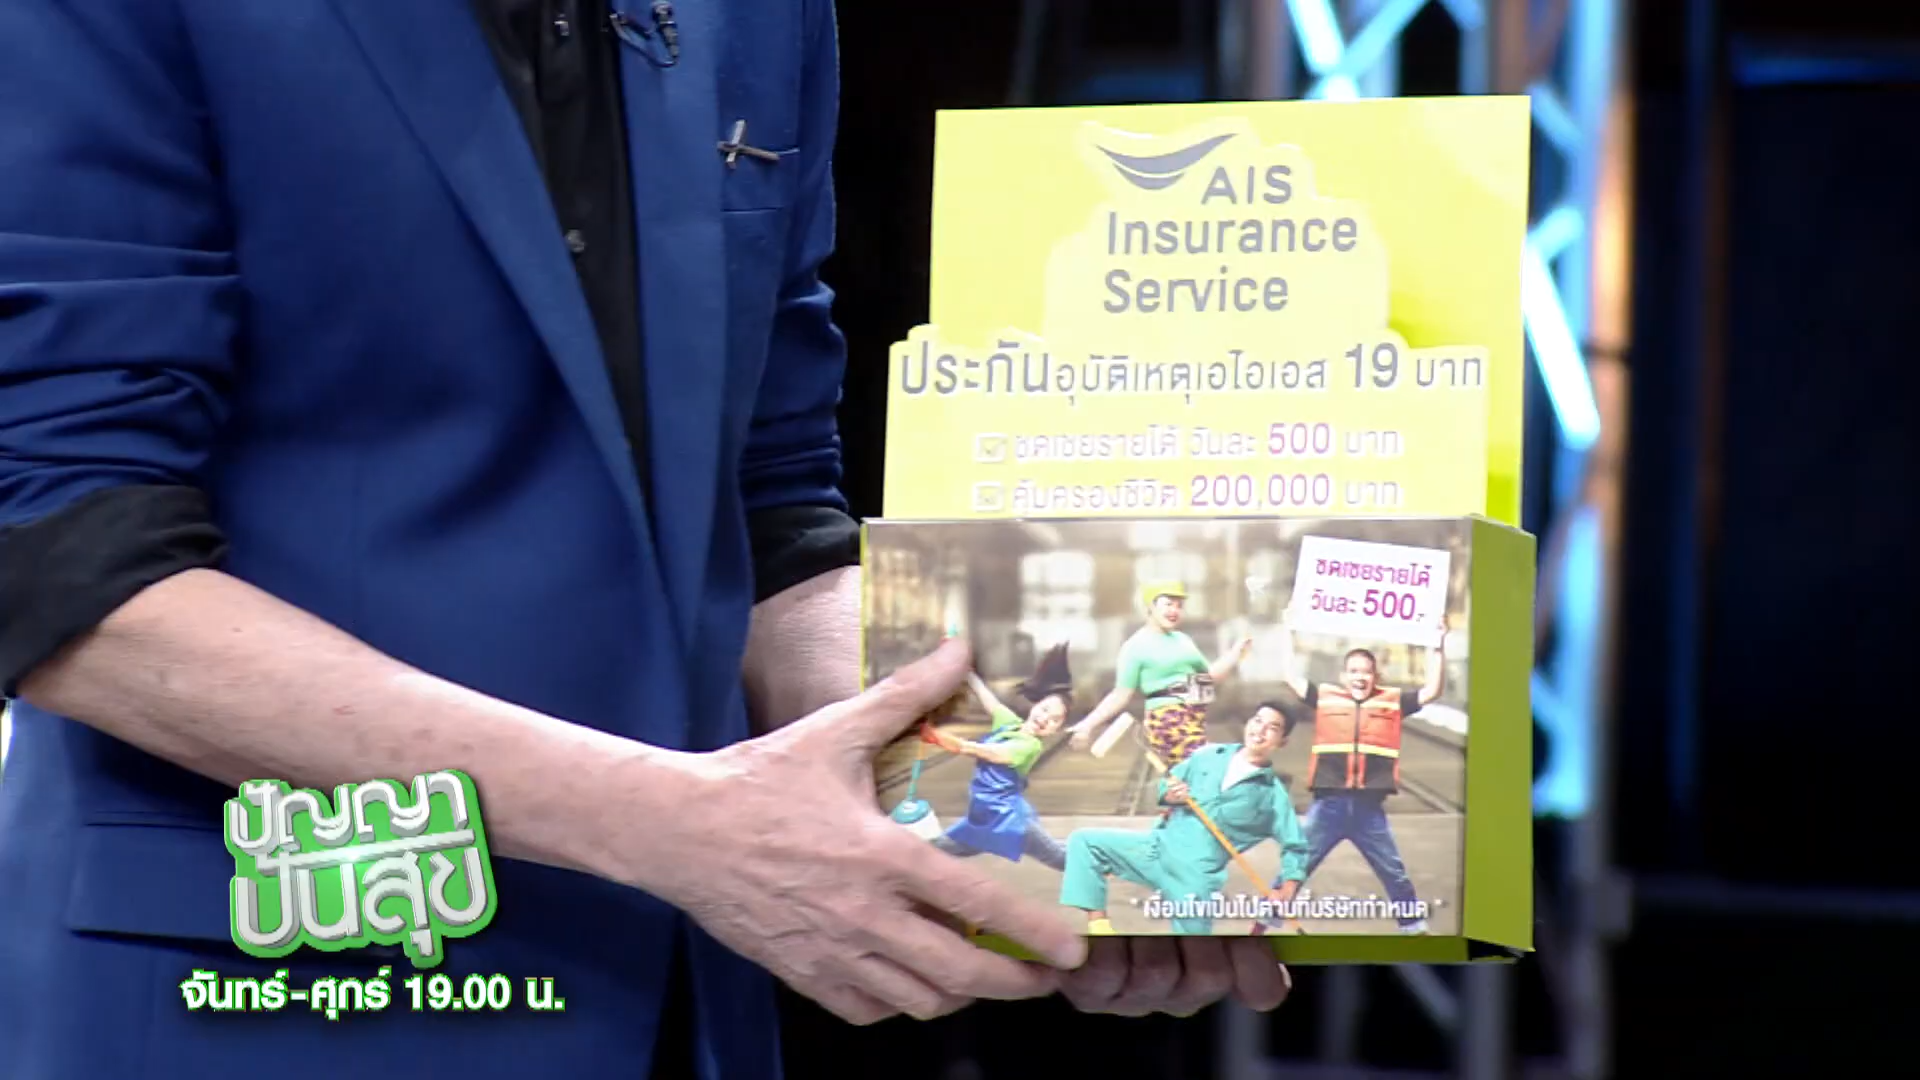 AIS
Insurance
Service
ประกันอุบัติเหตุเอไอเอส 19 บาท
ชดเชยรายได้ วันละ 500 บาท
คุ้มครองชีวิต 200,000 บาท
ชดเชยรายได้
วันละ 500.-
* เงื่อนไขเป็นไปตามที่บริษัทกำหนด *
ปัญญา
ปันสุข
จันทร์-ศุกร์ 19.00 น.